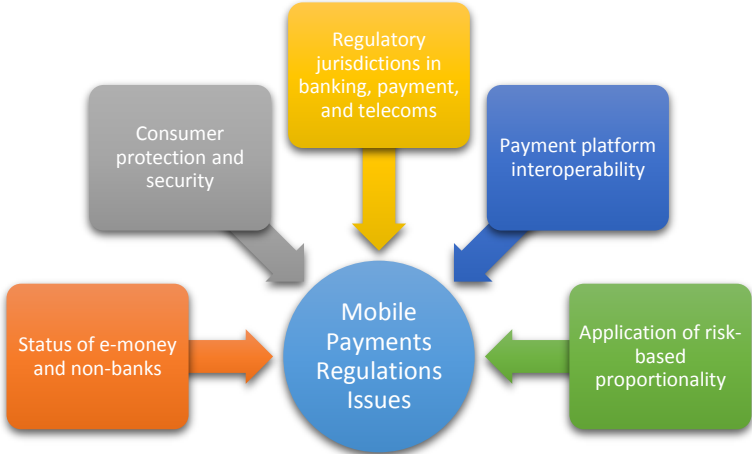 Regulatory
jurisdictions in
banking, payment,
and telecoms
Consumer
protection and
security
Payment platform
interoperability
Status of e-money
and non-banks
Mobile
Payments
Regulations
Issues
Application of risk-
based
proportionality